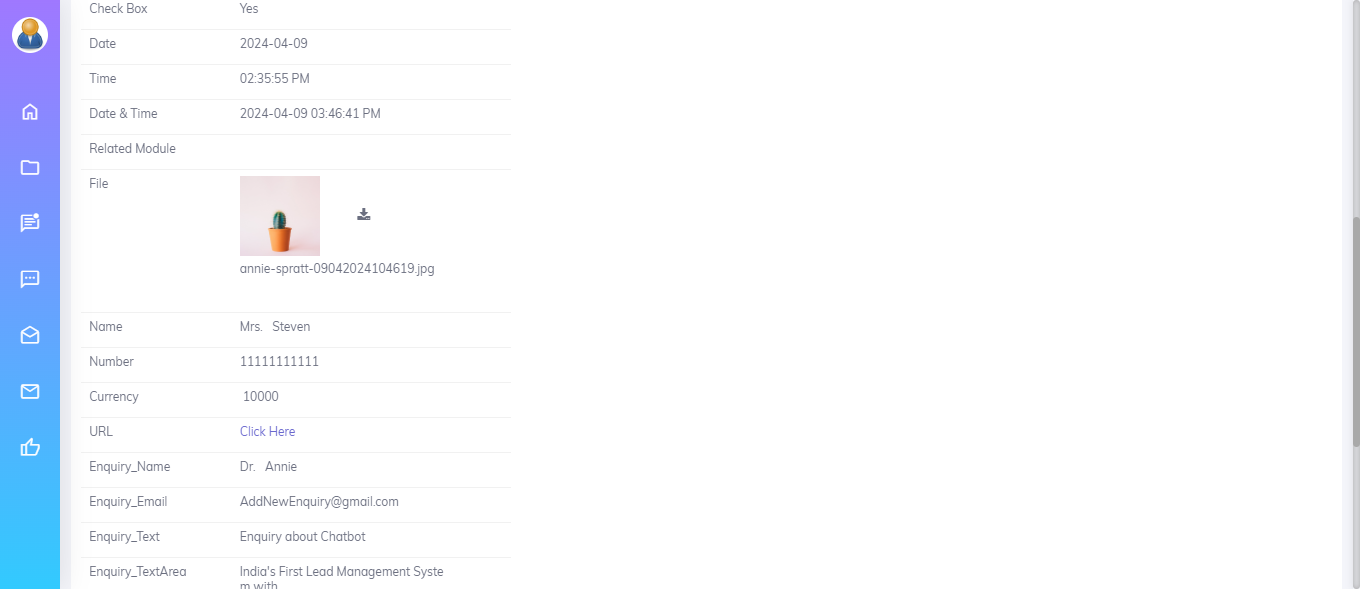 Check Box Yes
Date 2024-04-09
Time 02:35:55 PM
Date & Time 2024-04-09 03:46:41 PM
Related Module
File
annie-spratt-09042024104619.jpg
Name Mrs. Steven
Number 11111111111
Currency 10000
URL Click Here
Enquiry_Name Dr. Annie
Enquiry_Email AddNewEnquiry@gmail.com
Enquiry_Text Enquiry about Chatbot
Enquiry_TextArea India's First Lead Management Syste
m with